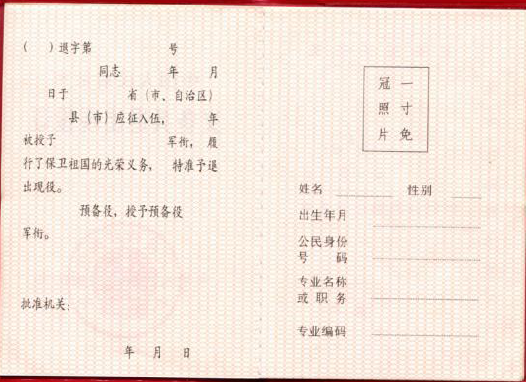 （　）退字第　　　　　号
同志　　　年　　月
日于　　　　省（市、自治区）
县（市）应征入伍，　　　年
被授予　　　　　　　军衔，履
行了保卫祖国的光荣义务，　特准予退
出现役。
预备役，授予预备役
军衔。
批准机关：
年　月　日
冠一
照寸
片免
姓名　　　　　性别
出生年月
公民身份
号　　码
专业名称
或职务
专业编码